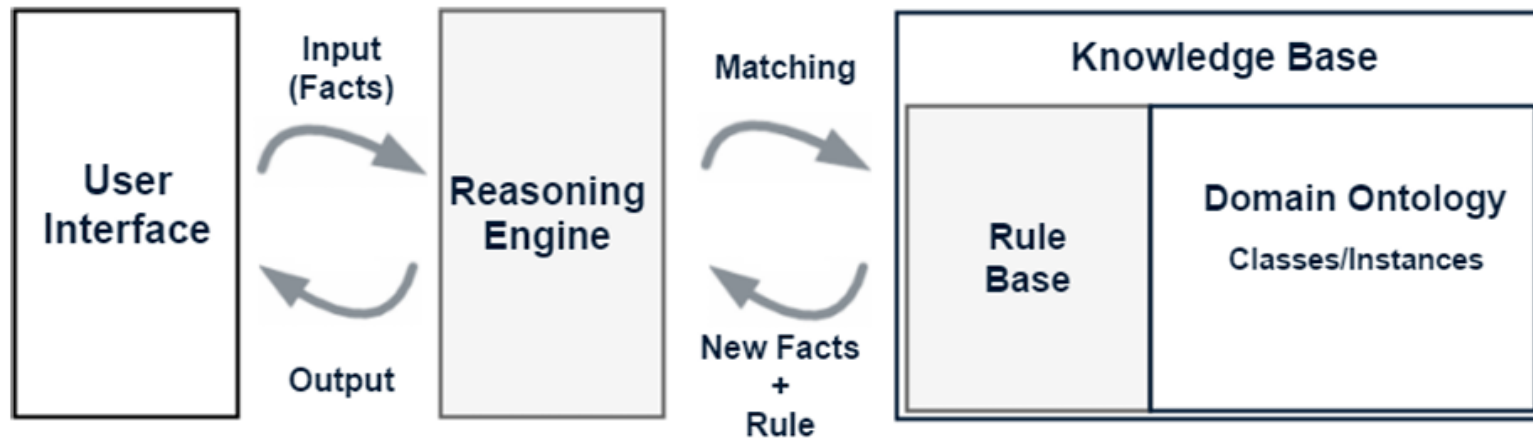 User
Interface
Input
(Facts)
Output
Reasoning
Engine
Matching
New Facts
+
Rule
Knowledge Base
Rule
Base
Domain Ontology
Classes/Instances